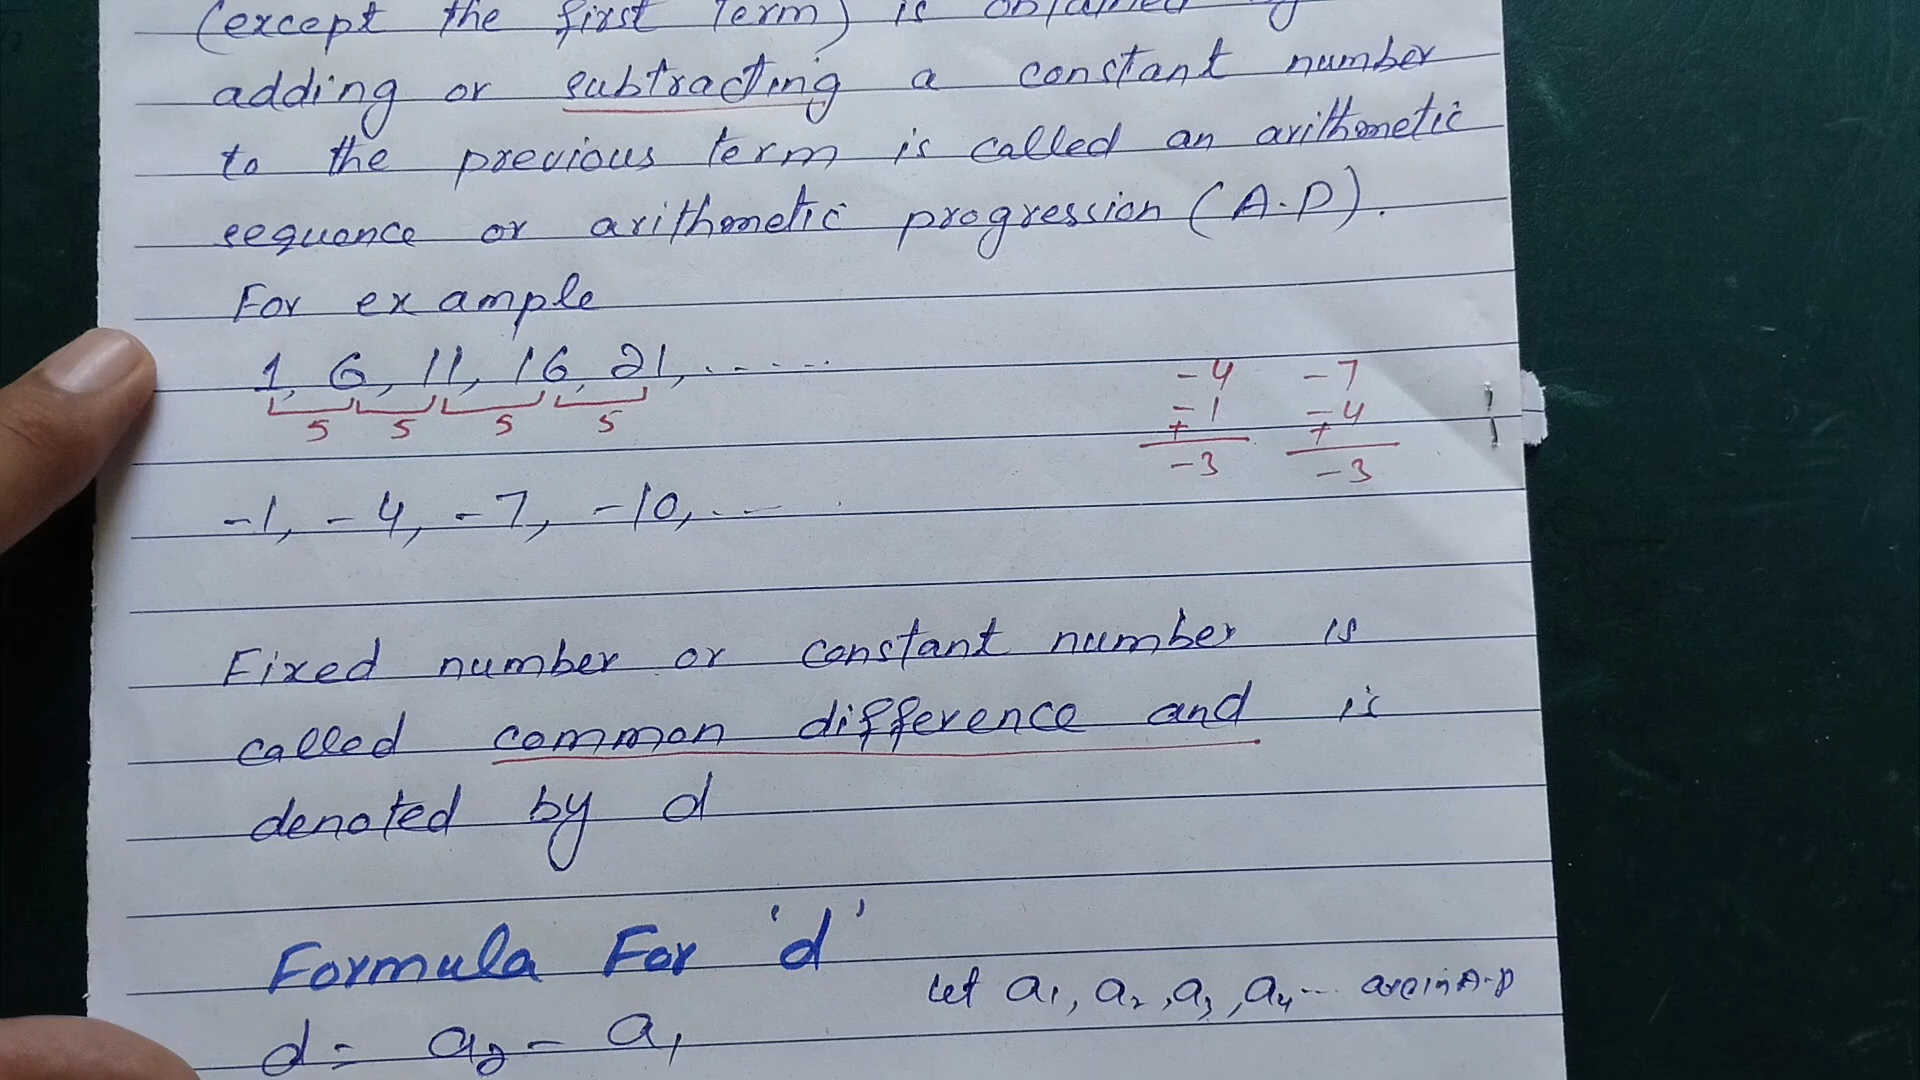 (except the first term) is obtained by
adding or subtracting a constant number
to the previous term is called an arithmetic
sequence or arithmetic progression (A.P).
For example
1, 6, 11, 16, 21, ......
5 5 5 5
-4 -7
-1 -4
+ +
-3 -3
-1, -4, -7, -10, ....
Fixed number or constant number is
called common difference and is
denoted by d
Formula For 'd'
Let a₁, a₂, a₃, a₄... are in A.P
d = a₂ - a₁